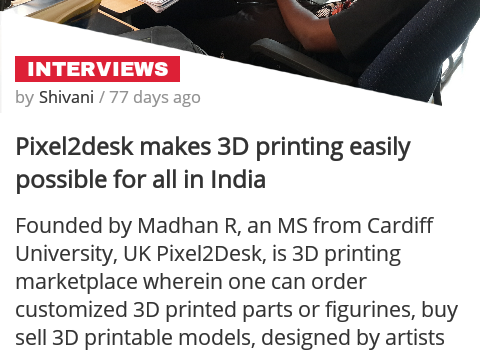 INTERVIEWS
by Shivani / 77 days ago
Pixel2desk makes 3D printing easily
possible for all in India
Founded by Madhan R, an MS from Cardiff
University, UK Pixel2Desk, is 3D printing
marketplace wherein one can order
customized 3D printed parts or figurines, buy
sell 3D printable models, designed by artists